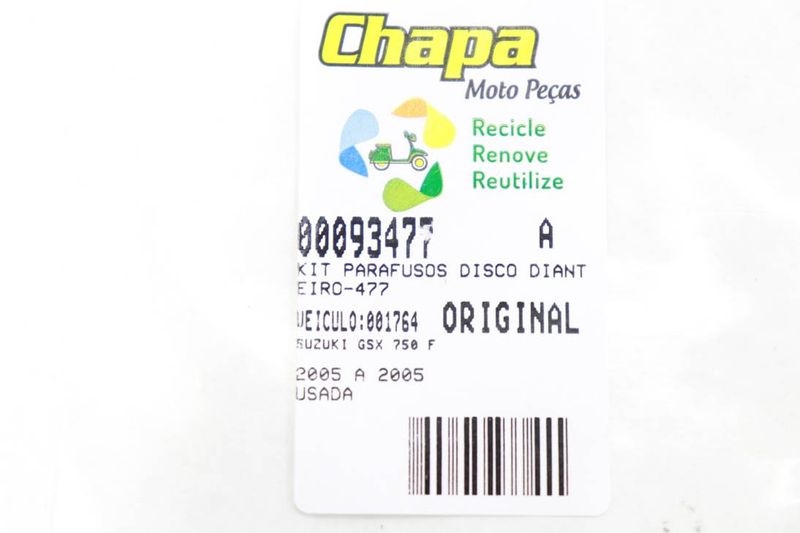 Chapa
Moto Peças
Recicle
Renove
Reutilize
00093477 A
KIT PARAFUSOS DISCO DIANT
EIRO-477
VEICULO:001764 ORIGINAL
SUZUKI GSX 750 F
2005 A 2005
USADA